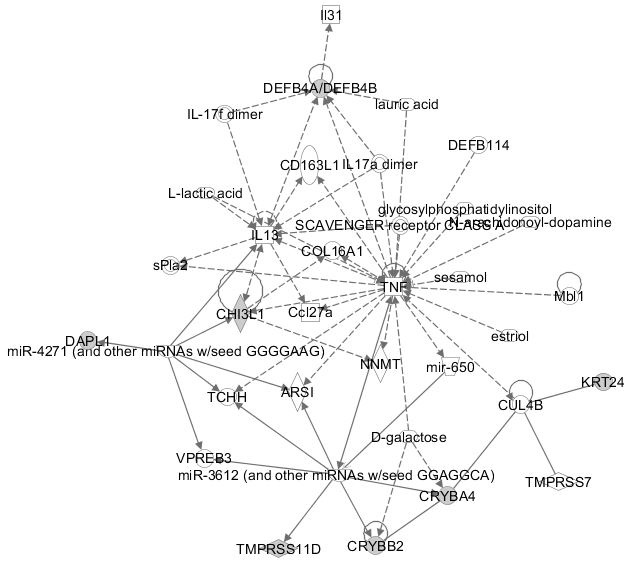 Il31
DEFB4A/DEFB4B
lauric acid
IL-17f dimer
DEFB114
CD163L1
IL17a dimer
L-lactic acid
glycosylphosphatidylinositol
N-arachidonoyl-dopamine
SCAVENGER receptor CLASS A
IL13
COL16A1
sPla2
sesamol
TNF
Mbl1
CHI3L1
Ccl27a
estriol
DAPL1
miR-4271 (and other miRNAs w/seed GGGGAAG)
NNMT
mir-650
KRT24
ARSI
TCHH
CUL4B
D-galactose
VPREB3
miR-3612 (and other miRNAs w/seed GGAGGCA)
TMPRSS7
CRYBA4
TMPRSS11D
CRYBB2